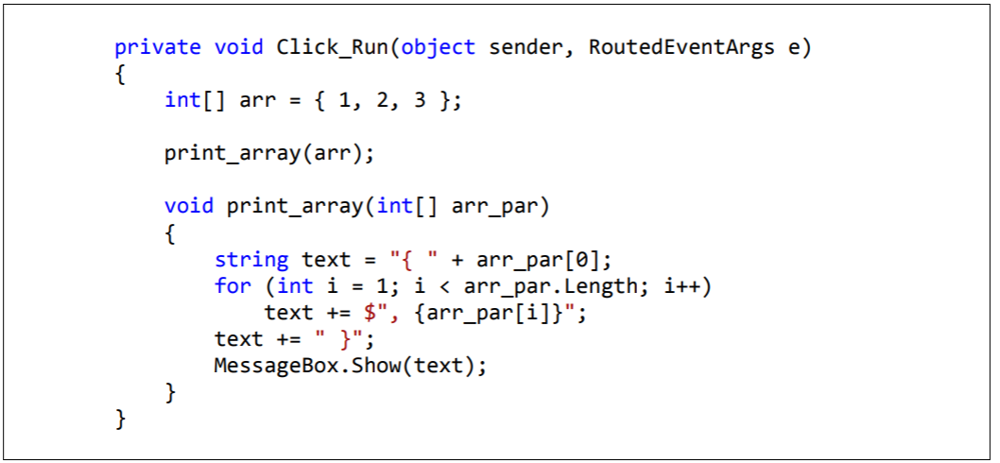 private void Click_Run(object sender, RoutedEventArgs e)
{
    int[] arr = { 1, 2, 3 };

    print_array(arr);

    void print_array(int[] arr_par)
    {
        string text = "{ " + arr_par[0];
        for (int i = 1; i < arr_par.Length; i++)
            text += $", {arr_par[i]}";
        text += " }";
        MessageBox.Show(text);
    }
}